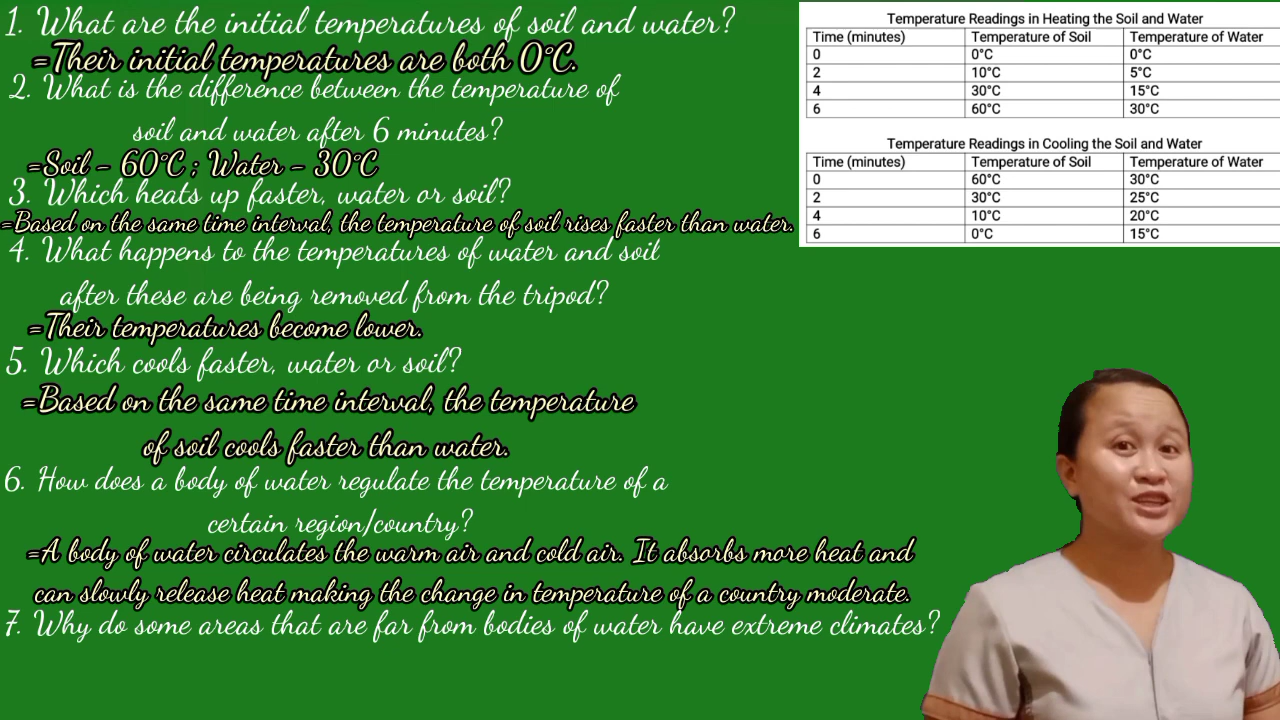 1. What are the initial temperatures of soil and water?
=Their initial temperatures are both 0°C.
2. What is the difference between the temperature of
soil and water after 6 minutes?
=Soil - 60°C ; Water - 30°C
3. Which heats up faster, water or soil?
=Based on the same time interval, the temperature of soil rises faster than water.
4. What happens to the temperatures of water and soil
after these are being removed from the tripod?
=Their temperatures become lower.
5. Which cools faster, water or soil?
=Based on the same time interval, the temperature
of soil cools faster than water.
6. How does a body of water regulate the temperature of a
certain region/country?
=A body of water circulates the warm air and cold air. It absorbs more heat and
can slowly release heat making the change in temperature of a country moderate.
7. Why do some areas that are far from bodies of water have extreme climates?
Temperature Readings in Heating the Soil and Water
Time (minutes) Temperature of Soil Temperature of Water
0 0°C 0°C
2 10°C 5°C
4 30°C 15°C
6 60°C 30°C
Temperature Readings in Cooling the Soil and Water
Time (minutes) Temperature of Soil Temperature of Water
0 60°C 30°C
2 30°C 25°C
4 10°C 20°C
6 0°C 15°C